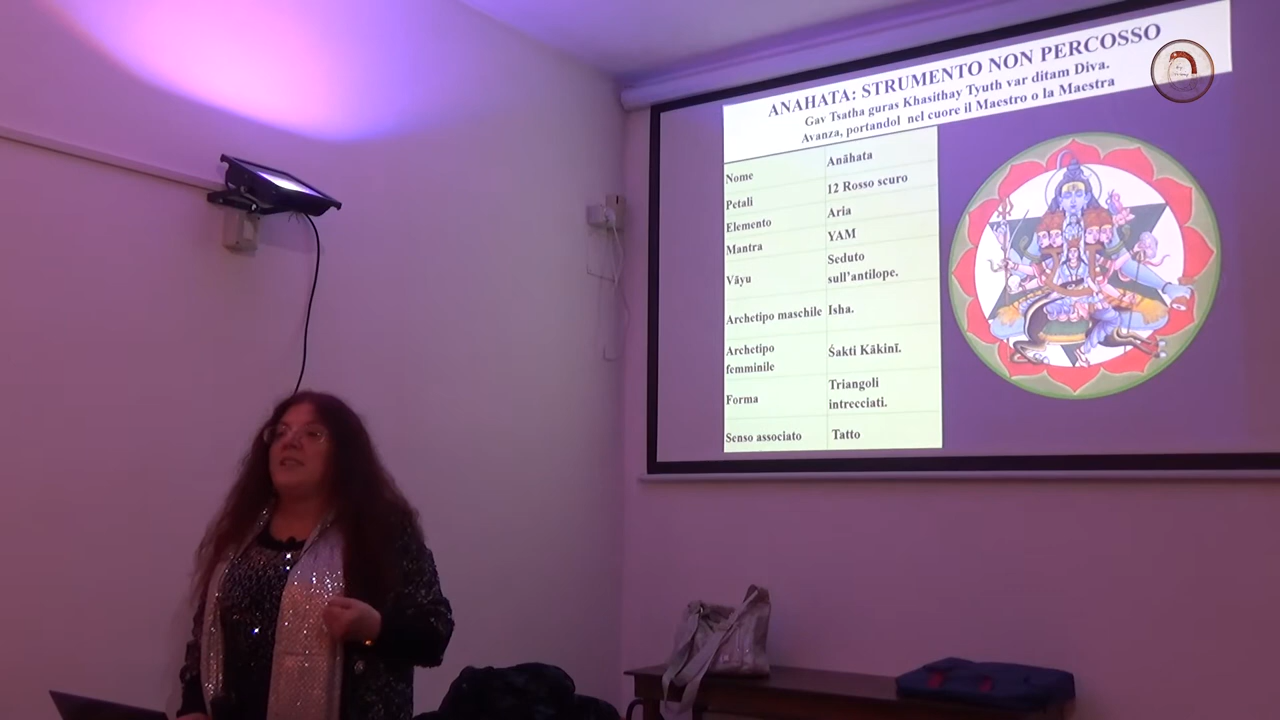 ANAHATA: STRUMENTO NON PERCOSSO
Gav Tsatha guras Khasithay Tyuth var ditam Diva.
Avanza, portandol nel cuore il Maestro o la Maestra
Nome Anāhata
Petali 12 Rosso scuro
Elemento Aria
Mantra YAM
Vāyu Seduto
sull'antilope.
Archetipo maschile Isha.
Archetipo
femminile Śakti Kākinī.
Forma Triangoli
intrecciati.
Senso associato Tatto